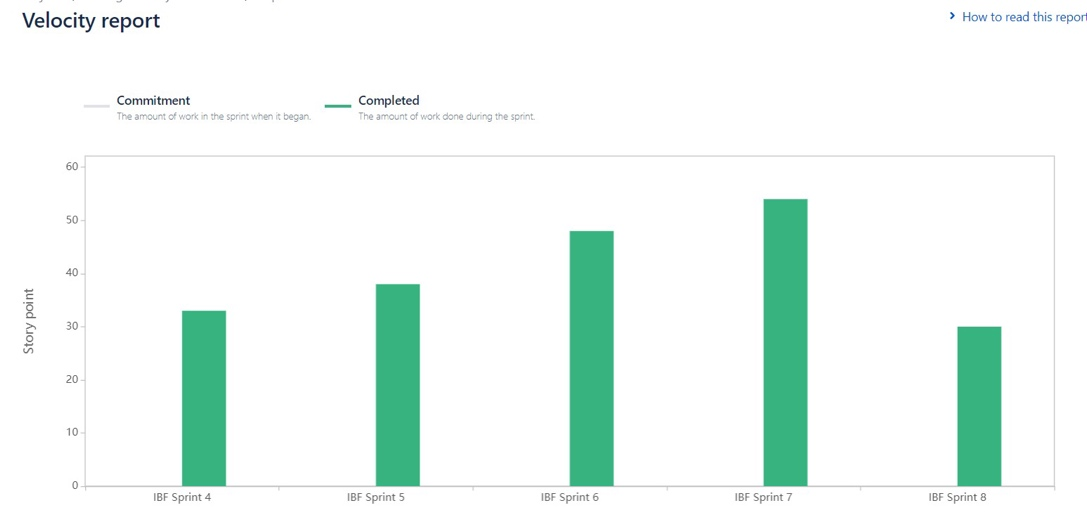 Velocity report
How to read this report
Commitment
The amount of work in the sprint when it began.
Completed
The amount of work done during the sprint.
60
50
40
30
20
10
0
Story point
IBF Sprint 4
IBF Sprint 5
IBF Sprint 6
IBF Sprint 7
IBF Sprint 8